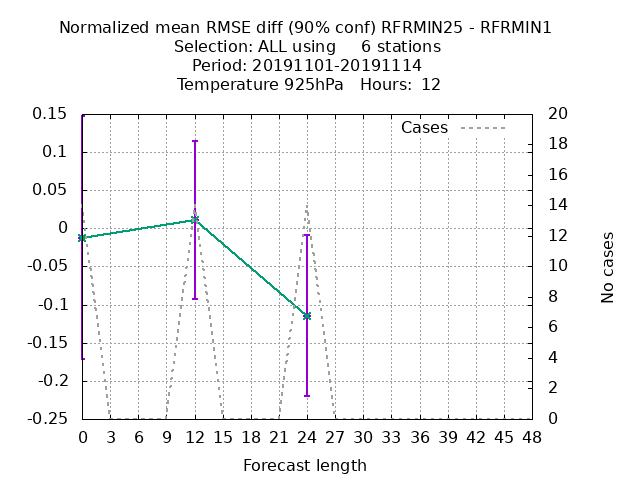 Normalized mean RMSE diff (90% conf) RFRMIN25 - RFRMIN1
Selection: ALL using     6 stations
Period: 20191101-20191114
Temperature 925hPa   Hours:  12
Cases
0.15
0.1
0.05
0
-0.05
-0.1
-0.15
-0.2
-0.25
20
18
16
14
12
10
8
6
4
2
0
No cases
0 3 6 9 12 15 18 21 24 27 30 33 36 39 42 45 48
Forecast length